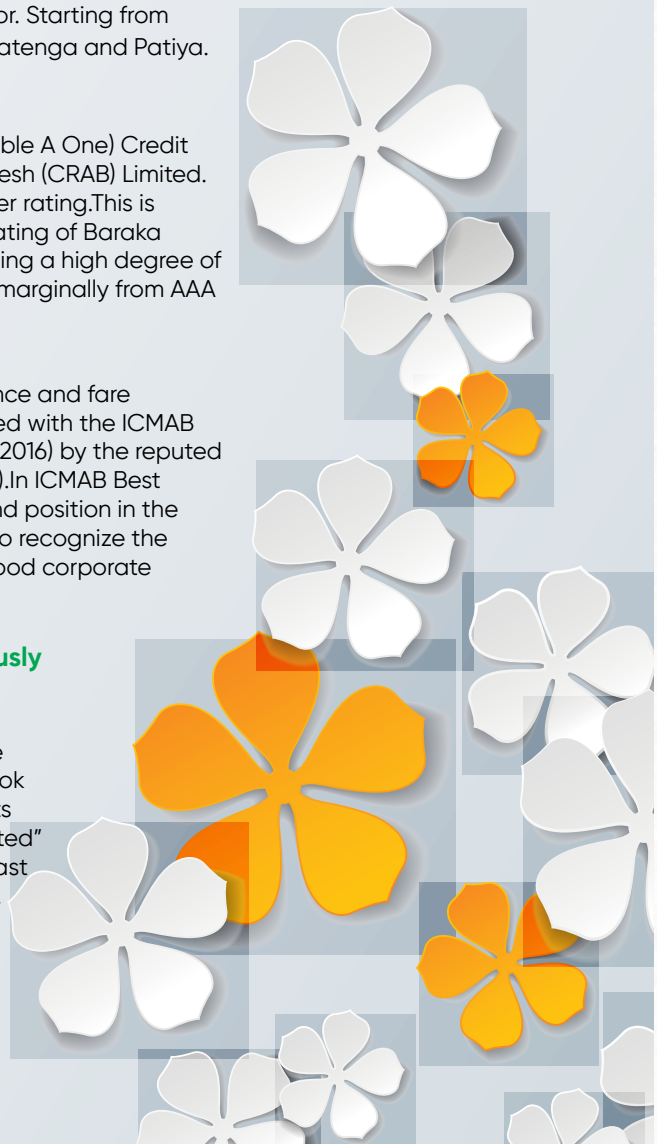 or. Starting from
atenga and Patiya.
ble A One) Credit
esh (CRAB) Limited.
er rating.This is
ating of Baraka
ing a high degree of
marginally from AAA
nce and fare
ed with the ICMAB
2016) by the reputed
).In ICMAB Best
nd position in the
o recognize the
ood corporate
usly
e
ok
ts
ted”
ast